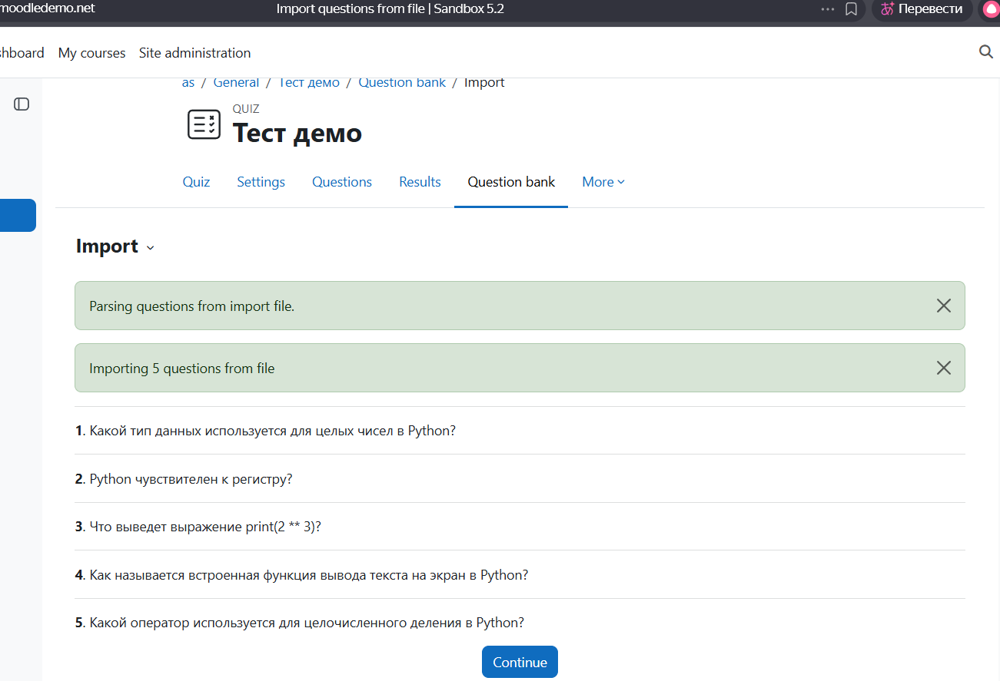 moodledemo.net
Import questions from file | Sandbox 5.2
Перевести
shboard My courses Site administration
as / General / Тест демо / Question bank / Import
QUIZ
Тест демо
Quiz Settings Questions Results Question bank More
Import
Parsing questions from import file.
Importing 5 questions from file
1. Какой тип данных используется для целых чисел в Python?
2. Python чувствителен к регистру?
3. Что выведет выражение print(2 ** 3)?
4. Как называется встроенная функция вывода текста на экран в Python?
5. Какой оператор используется для целочисленного деления в Python?
Continue